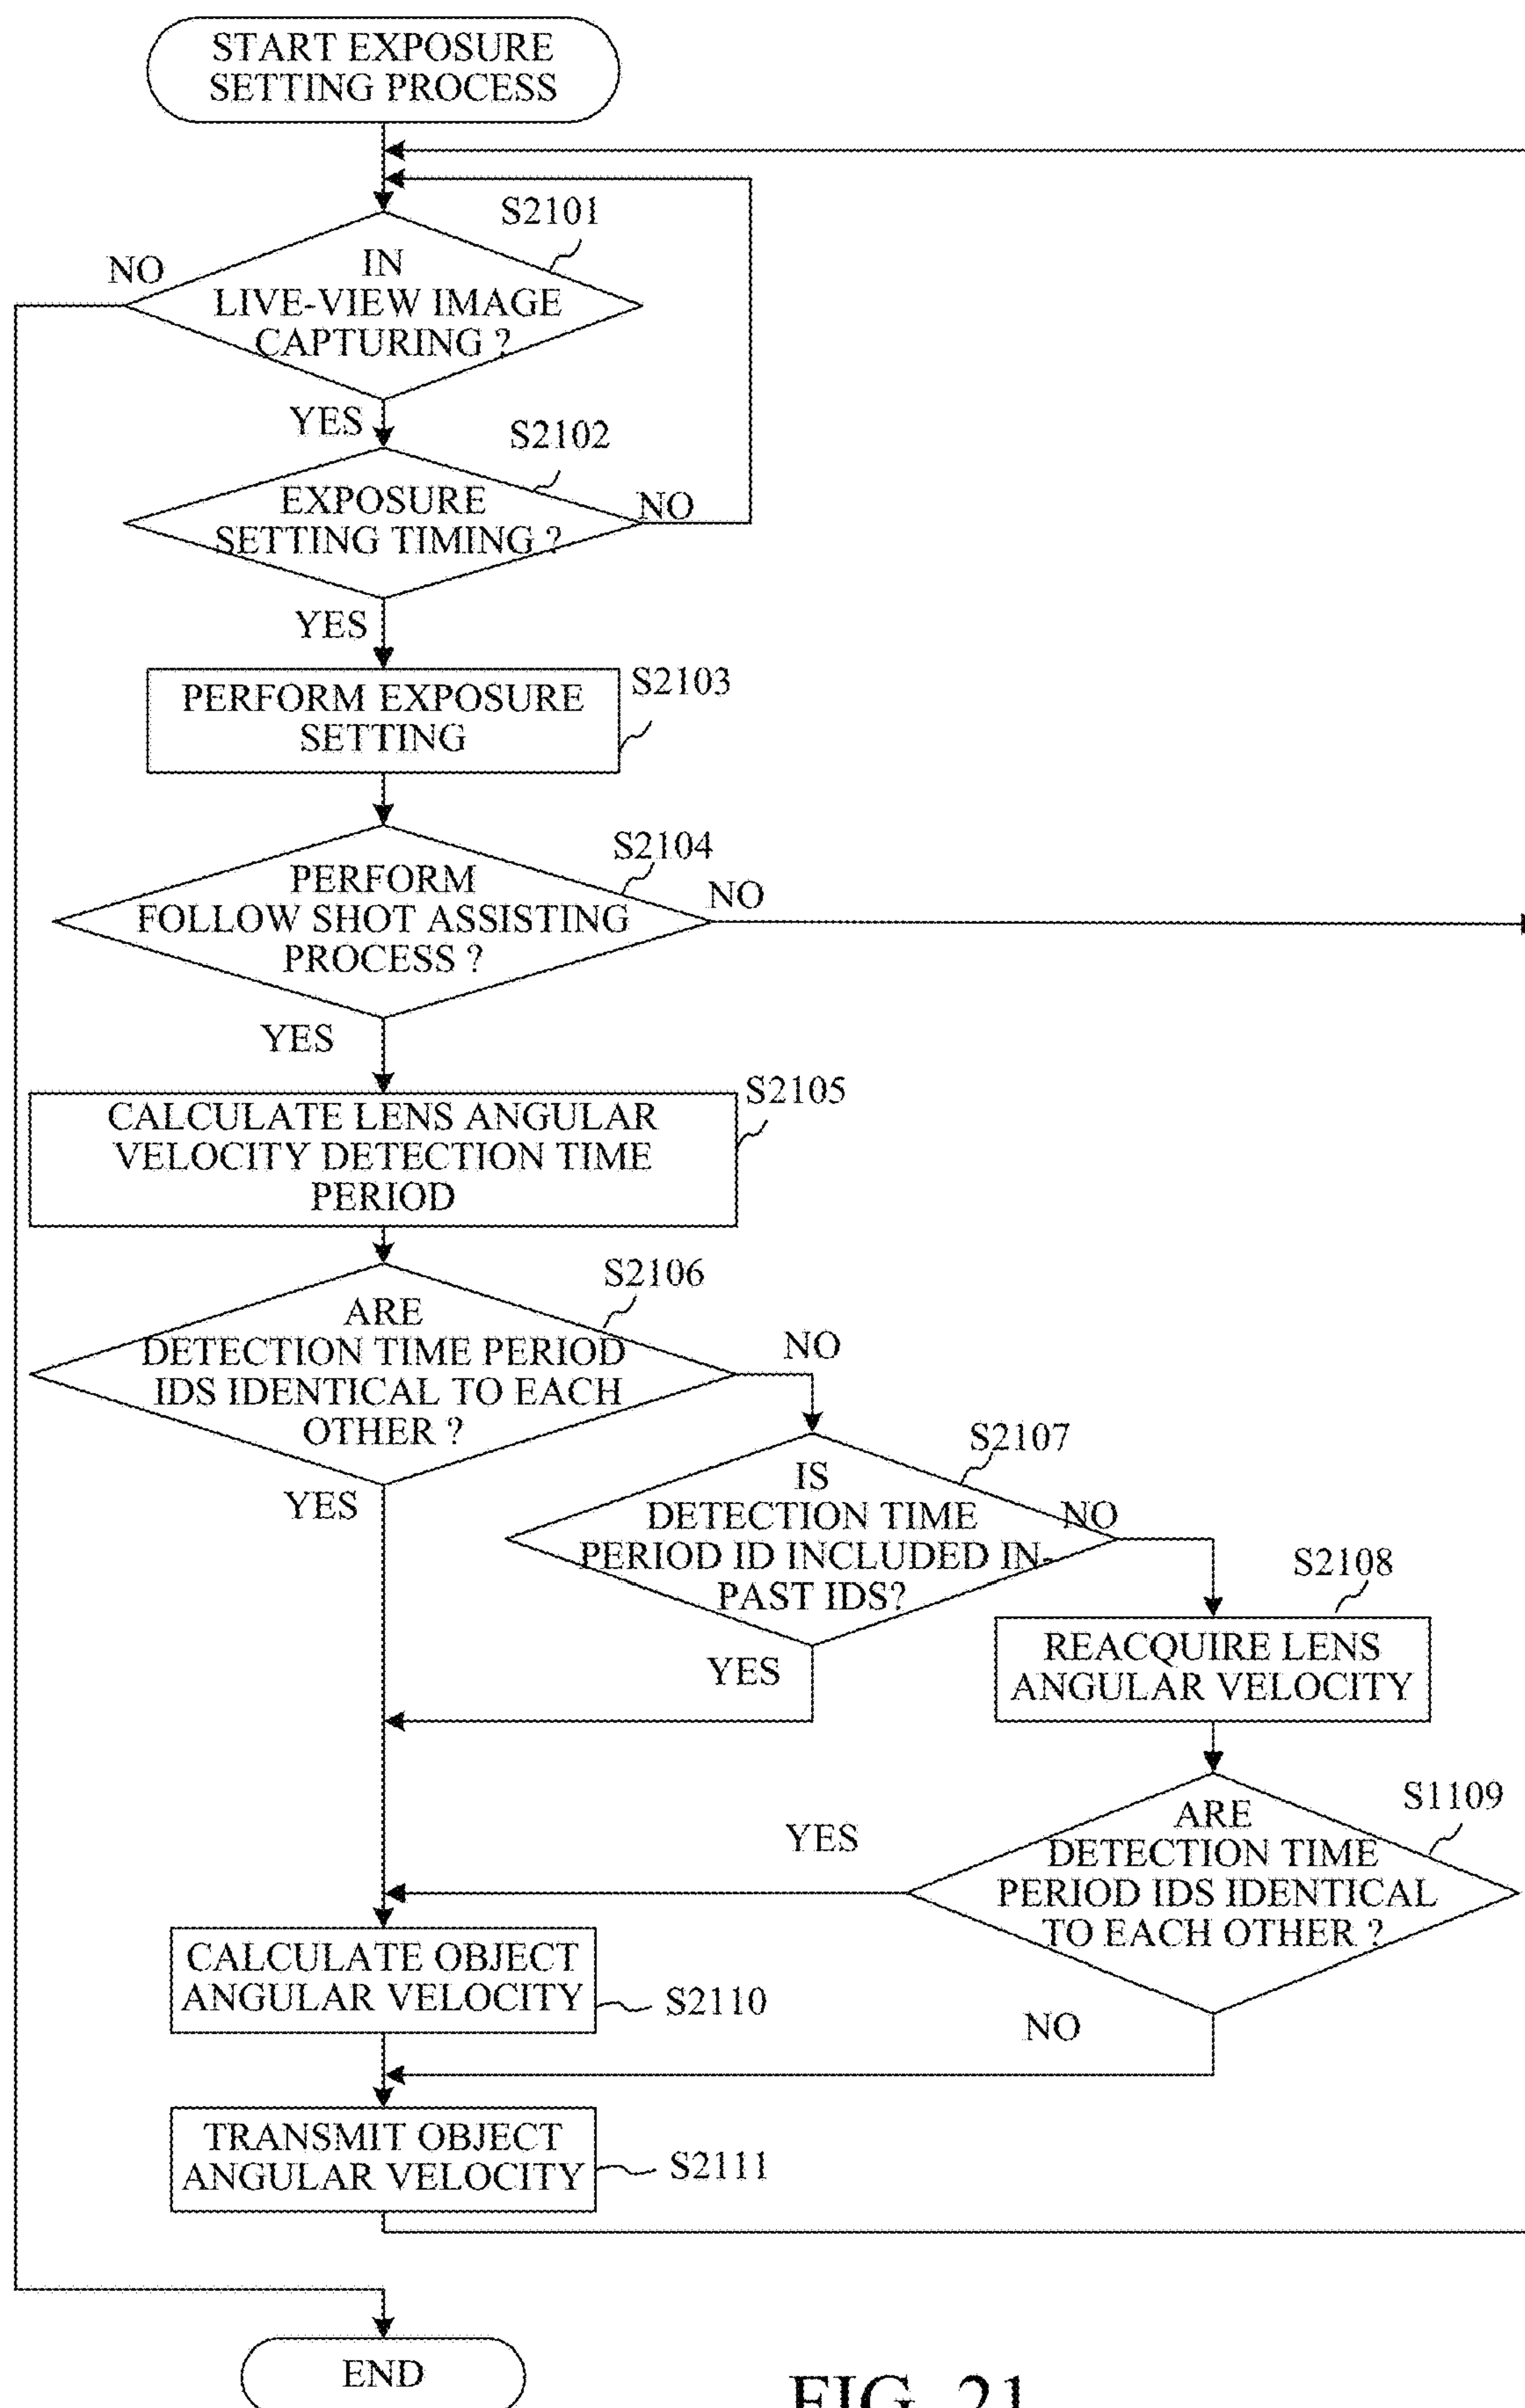 START EXPOSURE
SETTING PROCESS
S2101
NO
IN
LIVE-VIEW IMAGE
CAPTURING ?
YES
S2102
EXPOSURE
SETTING TIMING ?
NO
YES
PERFORM EXPOSURE
SETTING
S2103
S2104
PERFORM
FOLLOW SHOT ASSISTING
PROCESS ?
NO
YES
CALCULATE LENS ANGULAR
VELOCITY DETECTION TIME
PERIOD
S2105
S2106
ARE
DETECTION TIME PERIOD
IDS IDENTICAL TO EACH
OTHER ?
NO
YES
S2107
IS
DETECTION TIME
PERIOD ID INCLUDED IN-
PAST IDS?
NO
YES
S2108
REACQUIRE LENS
ANGULAR VELOCITY
S1109
ARE
DETECTION TIME
PERIOD IDS IDENTICAL
TO EACH OTHER ?
YES
NO
CALCULATE OBJECT
ANGULAR VELOCITY
S2110
TRANSMIT OBJECT
ANGULAR VELOCITY
S2111
END
FIG. 21